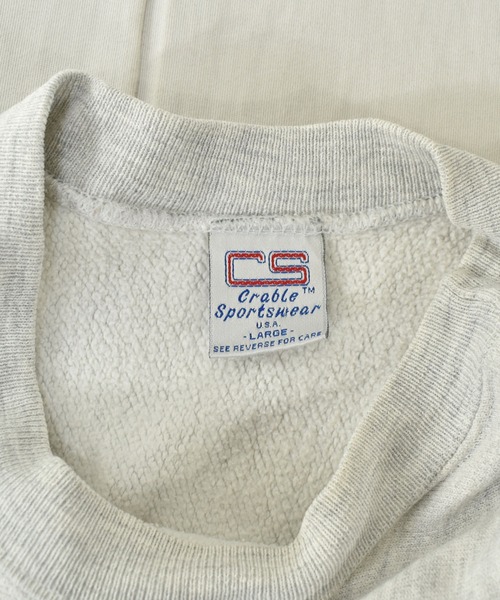 CS
Crable™
Sportswear
U.S.A.
- LARGE -
SEE REVERSE FOR CARE